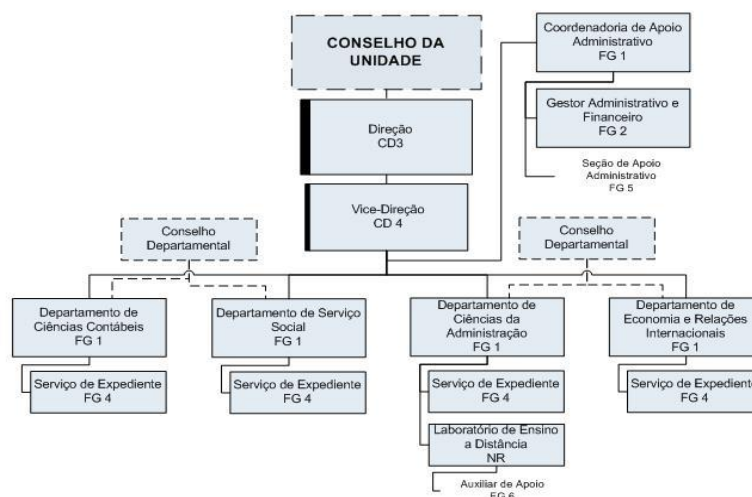 CONSELHO DA
UNIDADE
Coordenadoria de Apoio
Administrativo
FG 1
Direção
CD3
Gestor Administrativo e
Financeiro
FG 2
Seção de Apoio
Administrativo
FG 5
Vice-Direção
CD 4
Conselho
Departamental
Conselho
Departamental
Departamento de
Ciências Contábeis
FG 1
Departamento de Serviço
Social
FG 1
Departamento de
Ciências da
Administração
FG 1
Departamento de
Economia e Relações
Internacionais
FG 1
Serviço de Expediente
FG 4
Serviço de Expediente
FG 4
Serviço de Expediente
FG 4
Serviço de Expediente
FG 4
Laboratório de Ensino
a Distância
NR
Auxiliar de Apoio
FG 6